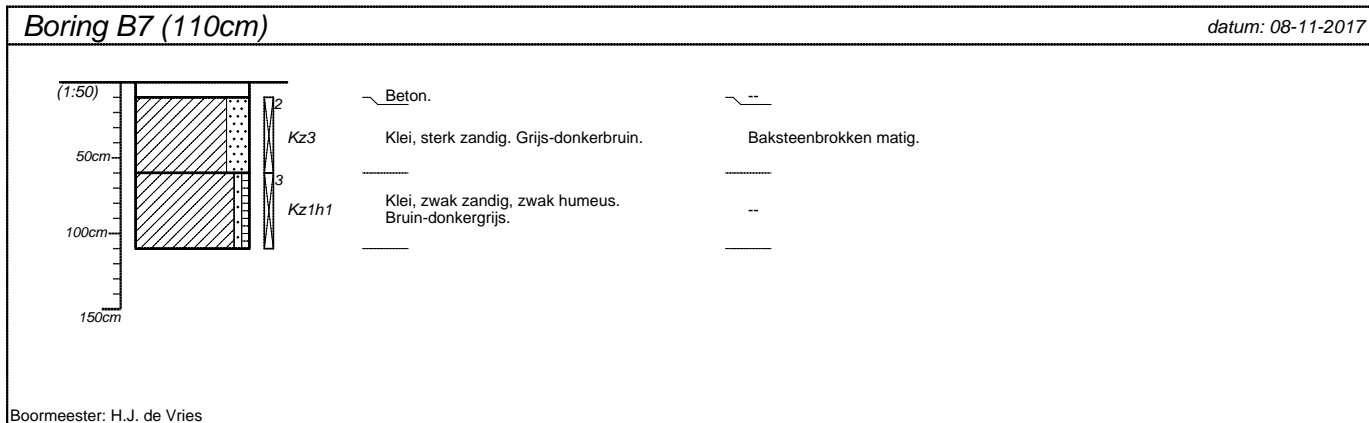 Boring B7 (110cm)
datum: 08-11-2017
(1:50)
Beton.
--
2
Kz3
Klei, sterk zandig. Grijs-donkerbruin.
Baksteenbrokken matig.
50cm
3
Kz1h1
Klei, zwak zandig, zwak humeus.
Bruin-donkergrijs.
--
100cm
150cm
Boormeester: H.J. de Vries